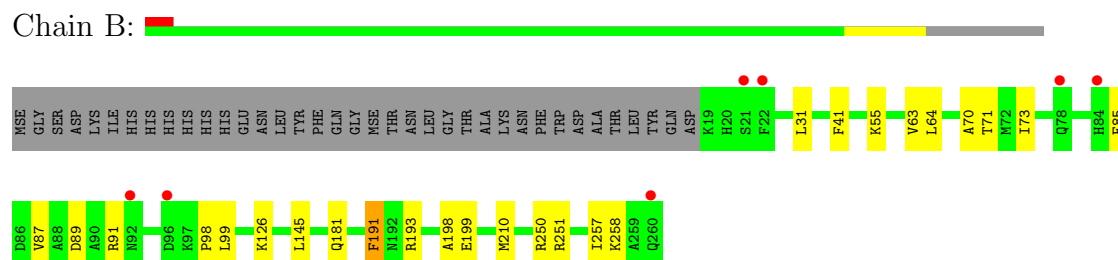 Chain B:
MSE GLY SER ASP LYS ILE HIS HIS HIS HIS HIS HIS GLU ASN LEU TYR PHE GLN GLY MSE THR ASN LEU GLY THR ALA LYS ASN PHE TRP ASP ALA THR LEU TYR GLN ASP K19 H20 S21 F22 L31 F41 K55 V63 L64 A70 T71 M72 I73 Q78 H84 E85
D86 V87 A88 D89 A90 R91 N92 D96 K97 P98 L99 K126 L145 Q181 F191 N192 R193 A198 E199 M210 R250 R251 I257 K258 A259 Q260